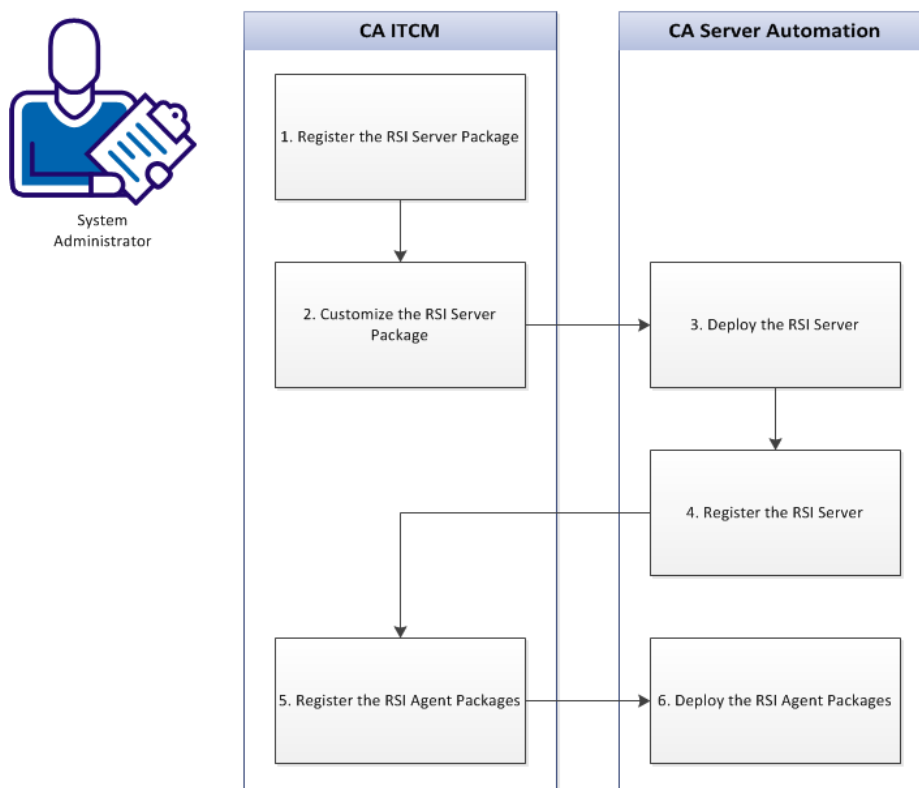 CA ITCM
CA Server Automation
System
Administrator
1. Register the RSI Server Package
2. Customize the RSI Server
Package
3. Deploy the RSI Server
4. Register the RSI Server
5. Register the RSI Agent Packages
6. Deploy the RSI Agent Packages